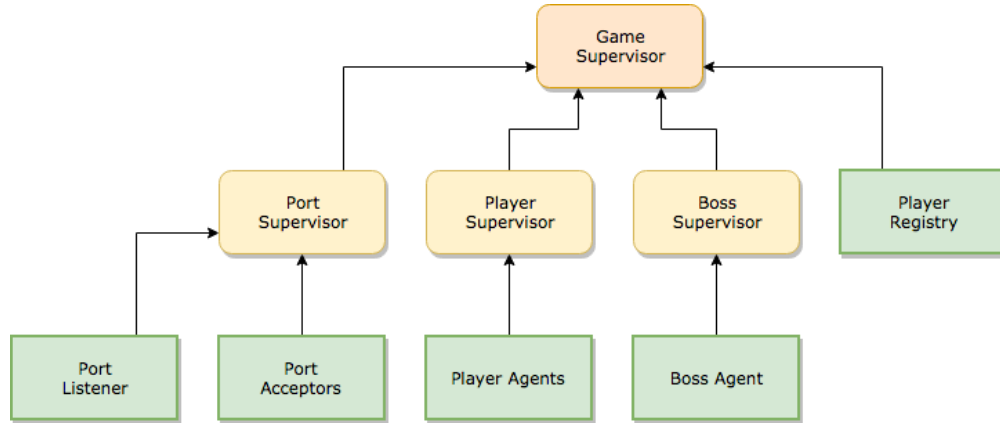 Game
Supervisor
Port
Supervisor
Player
Supervisor
Boss
Supervisor
Player
Registry
Port
Listener
Port
Acceptors
Player Agents
Boss Agent